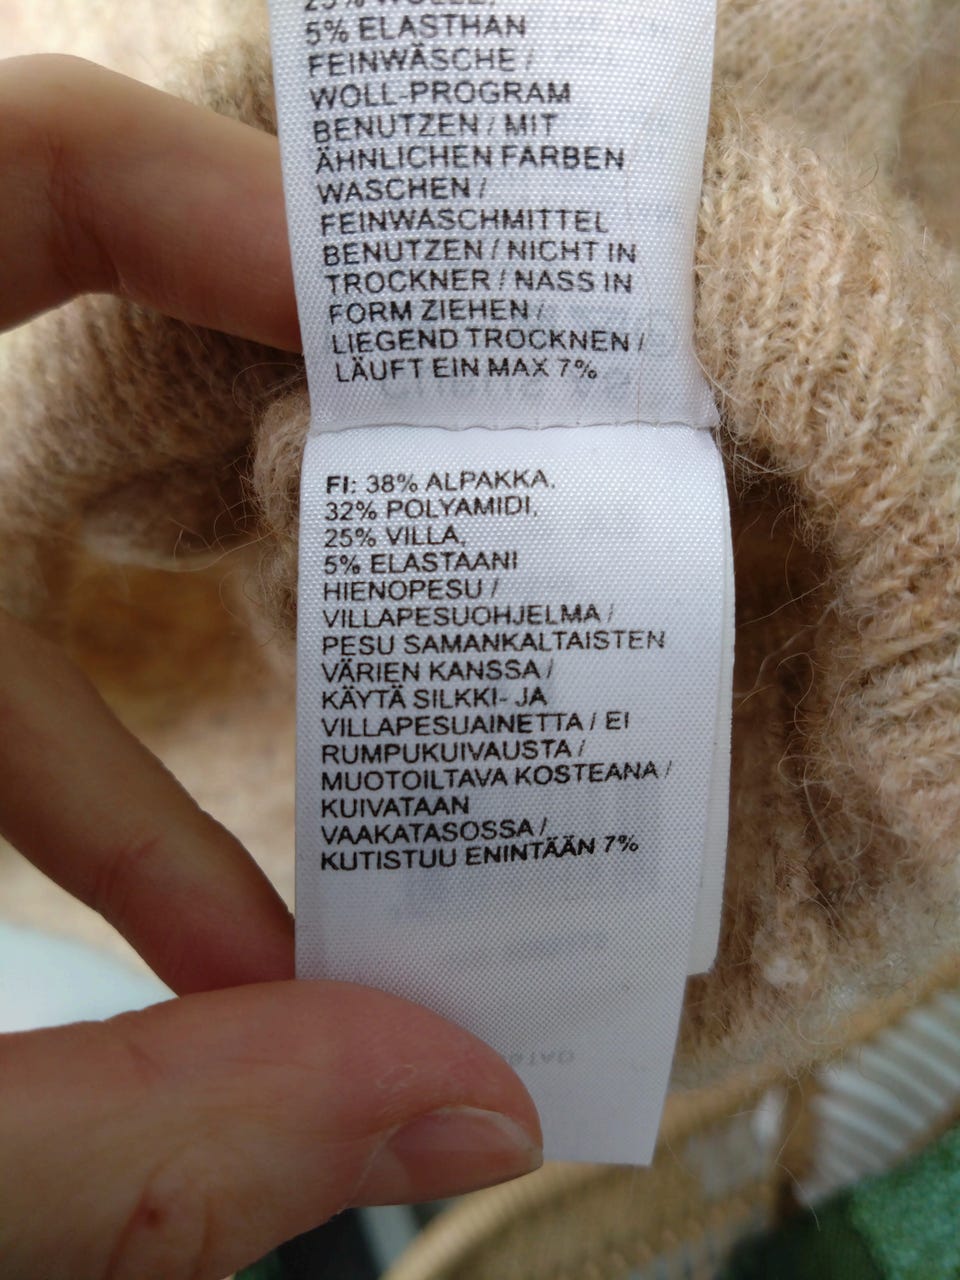 25% WOLLE,
5% ELASTHAN
FEINWÄSCHE /
WOLL-PROGRAM
BENUTZEN / MIT
ÄHNLICHEN FARBEN
WASCHEN /
FEINWASCHMITTEL
BENUTZEN / NICHT IN
TROCKNER / NASS IN
FORM ZIEHEN /
LIEGEND TROCKNEN /
LÄUFT EIN MAX 7%
FI: 38% ALPAKKA,
32% POLYAMIDI,
25% VILLA,
5% ELASTAANI
HIENOPESU /
VILLAPESUOHJELMA /
PESU SAMANKALTAISTEN
VÄRIEN KANSSA /
KÄYTÄ SILKKI- JA
VILLAPESUAINETTA / EI
RUMPUKUIVAUSTA /
MUOTOILTAVA KOSTEANA /
KUIVATAAN
VAAKATASOSSA /
KUTISTUU ENINTÄÄN 7%